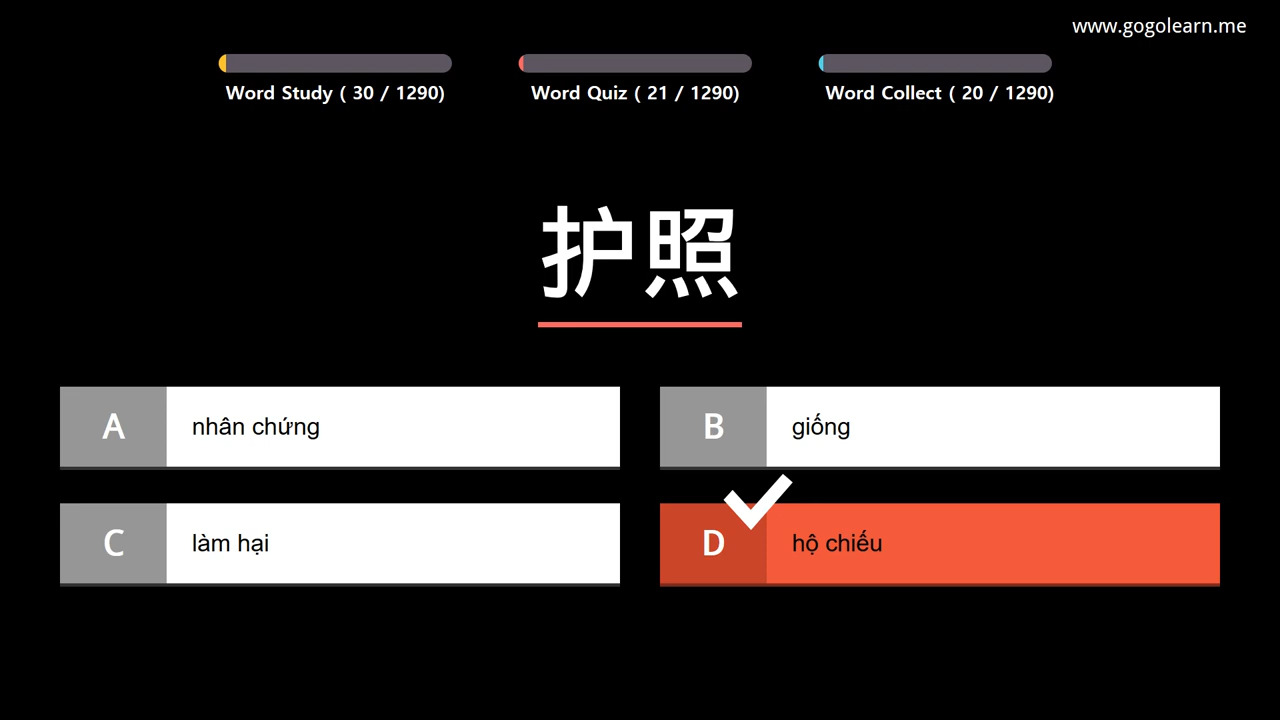 www.gogolearn.me
Word Study ( 30 / 1290)
Word Quiz ( 21 / 1290)
Word Collect ( 20 / 1290)
护照
A nhân chứng
B giống
C làm hại
D hộ chiếu